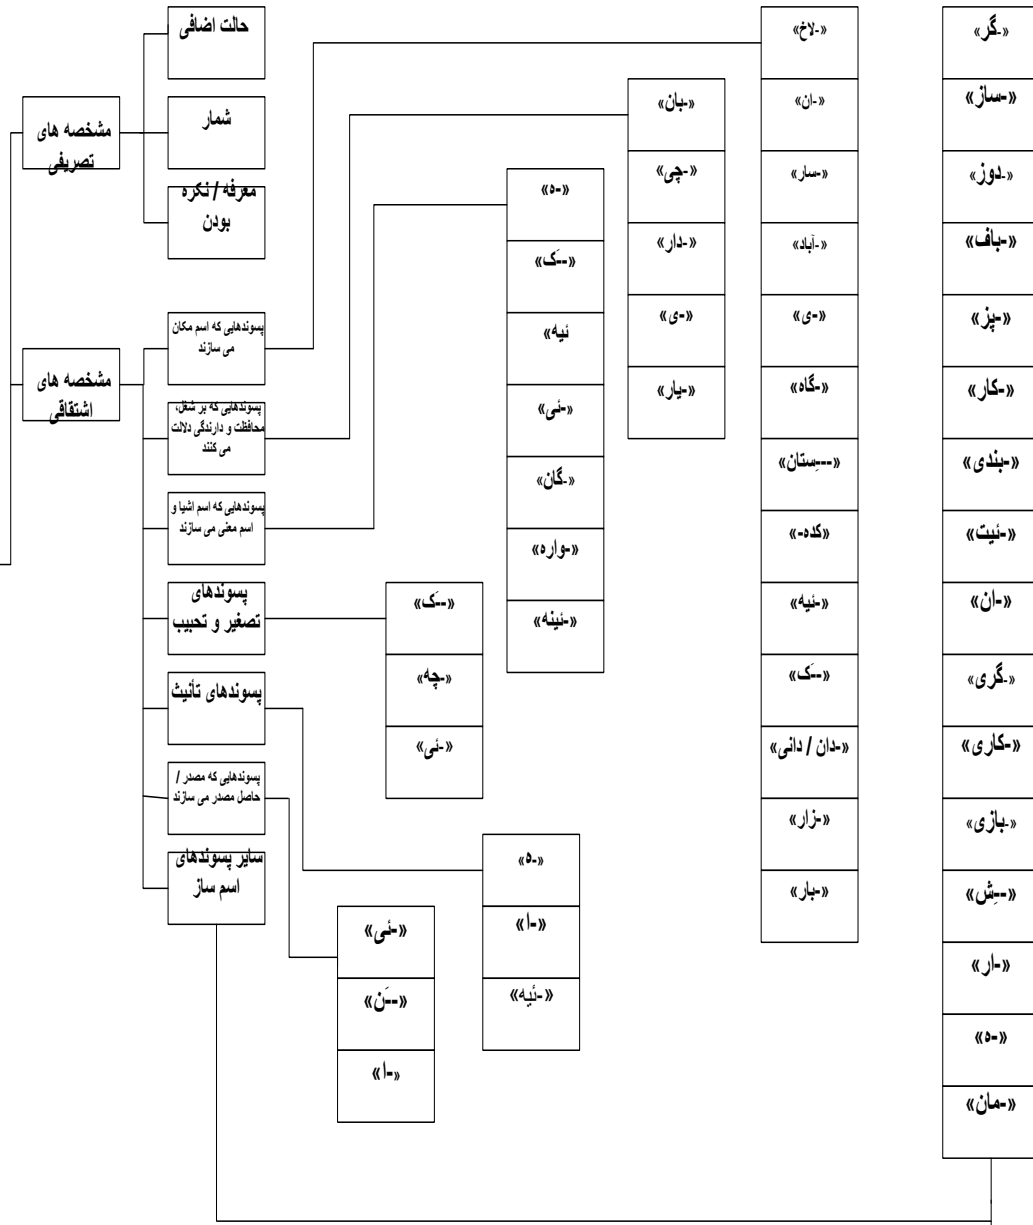 مشخصه های
تصریفی
حالت اضافی
شمار
معرفه / نکره
بودن
مشخصه های
اشتقاقی
پسوندهایی که اسم مکان
می سازند
پسوندهایی که بر شغل،
محافظت و دارندگی دلالت
می کنند
پسوندهایی که اسم اشیا و
اسم معنی می سازند
پسوندهای
تصغیر و تحبیب
پسوندهای تأنیث
پسوندهایی که مصدر /
حاصل مصدر می سازند
سایر پسوندهای
اسم ساز
«-لاخ»
«-ان»
«-سار»
«-آباد»
«-ی»
«-گاه»
«--ِستان»
«کده-»
«-ئیه»
«--َک»
«-دان / دانی»
«-زار»
«-بار»
«-بان»
«-چی»
«-دار»
«-ی»
«-یار»
«-ه»
«--َک»
ئیه»
«-ئی»
«-گان»
«-واره»
«-ئینه»
«--َک»
«-چه»
«-ئی»
«-ه»
«-ا»
«-ئیه»
«-ئی»
«--َن»
«-ا»
«-گر»
«-ساز»
«-دوز»
«-باف»
«-پز»
«-کار»
«-بندی»
«-ئیت»
«-ان»
«-گری»
«-کاری»
«-بازی»
«--ِش»
«-ار»
«-ه»
«-مان»